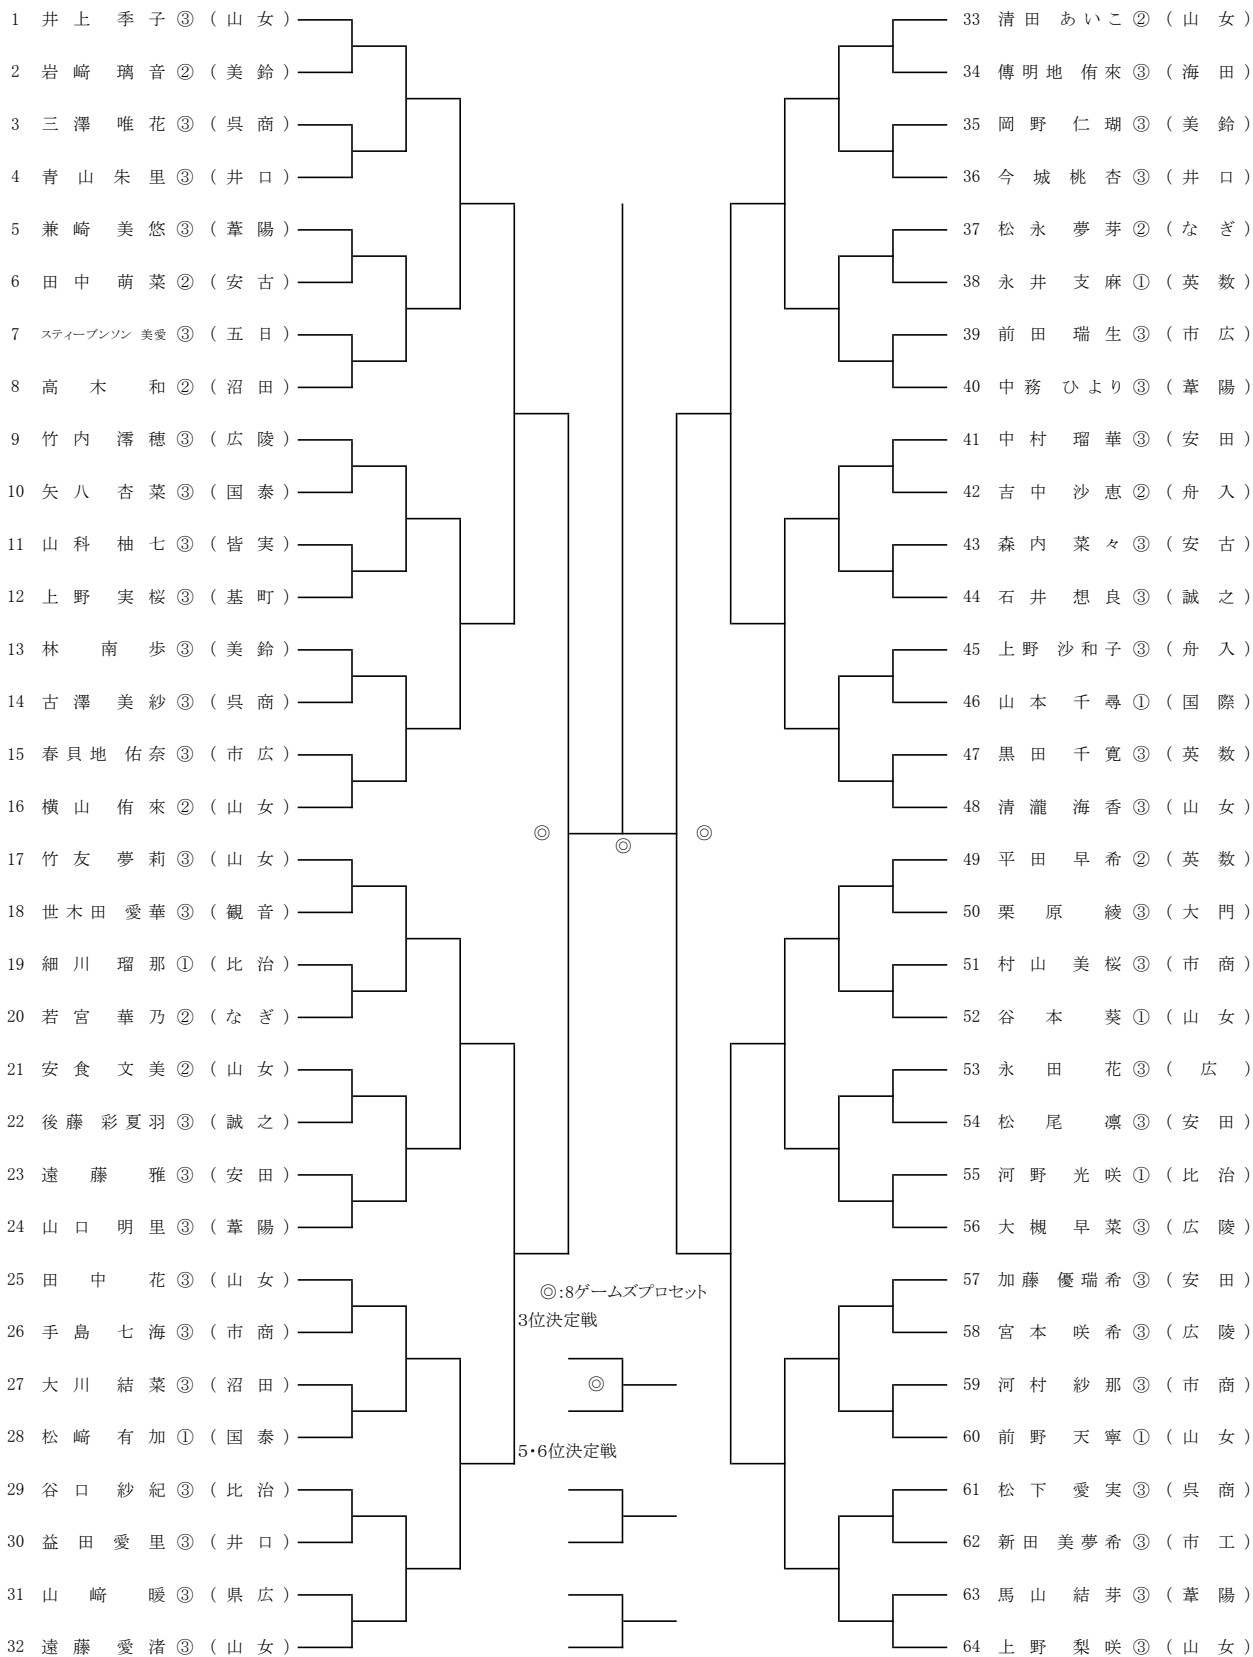 1 井上 季子 ③ (山女)
2 岩﨑 璃音 ② (美鈴)
3 三澤 唯花 ③ (呉商)
4 青山朱里 ③ (井口)
5 兼崎 美悠 ③ (葦陽)
6 田中 萌菜 ② (安古)
7 スティーブンソン 美愛 ③ (五日)
8 高木 和 ② (沼田)
9 竹内 澪穂 ③ (広陵)
10 矢八 杏菜 ③ (国泰)
11 山科 柚七 ③ (皆実)
12 上野 実桜 ③ (基町)
13 林 南歩 ③ (美鈴)
14 古澤 美紗 ③ (呉商)
15 春貝地 佑奈 ③ (市広)
16 横山 侑來 ② (山女)
17 竹友 夢莉 ③ (山女)
18 世木田 愛華 ③ (観音)
19 細川 瑠那 ① (比治)
20 若宮 華乃 ② (なぎ)
21 安食 文美 ② (山女)
22 後藤 彩夏羽 ③ (誠之)
23 遠藤 雅 ③ (安田)
24 山口 明里 ③ (葦陽)
25 田中 花 ③ (山女)
26 手島 七海 ③ (市商)
27 大川 結菜 ③ (沼田)
28 松﨑 有加 ① (国泰)
29 谷口 紗紀 ③ (比治)
30 益田愛里 ③ (井口)
31 山﨑 暖 ③ (県広)
32 遠藤 愛渚 ③ (山女)
◎ ◎ ◎
◎:8ゲームズプロセット
3位決定戦
◎
5・6位決定戦
33 清田 あいこ ② (山女)
34 傳明地 侑來 ③ (海田)
35 岡野 仁瑚 ③ (美鈴)
36 今城桃杏 ③ (井口)
37 松永 夢芽 ② (なぎ)
38 永井 支麻 ① (英数)
39 前田 瑞生 ③ (市広)
40 中務 ひより ③ (葦陽)
41 中村 瑠華 ③ (安田)
42 吉中 沙恵 ② (舟入)
43 森内 菜々 ③ (安古)
44 石井 想良 ③ (誠之)
45 上野 沙和子 ③ (舟入)
46 山本 千尋 ① (国際)
47 黒田 千寛 ③ (英数)
48 清瀧 海香 ③ (山女)
49 平田 早希 ② (英数)
50 栗原 綾 ③ (大門)
51 村山 美桜 ③ (市商)
52 谷本 葵 ① (山女)
53 永田 花 ③ (広)
54 松尾 凛 ③ (安田)
55 河野 光咲 ① (比治)
56 大槻 早菜 ③ (広陵)
57 加藤 優瑞希 ③ (安田)
58 宮本 咲希 ③ (広陵)
59 河村 紗那 ③ (市商)
60 前野 天寧 ① (山女)
61 松下 愛実 ③ (呉商)
62 新田 美夢希 ③ (市工)
63 馬山 結芽 ③ (葦陽)
64 上野 梨咲 ③ (山女)